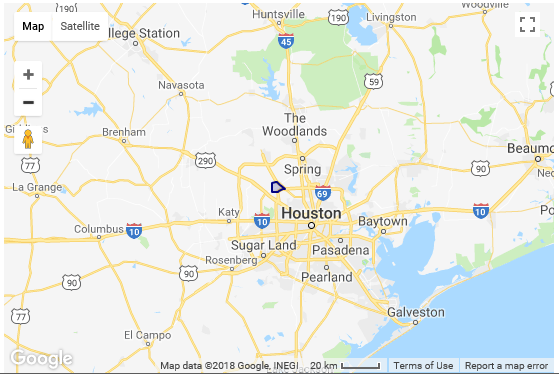 Woodville
Huntsville
190
Livingston
190
Map
Satellite
llege Station
45
Navasota
59
The
Woodlands
Brenham
Spring
Beaumo
290
90
77
La Grange
69
Katy
10
Houston
10
Columbus
10
Baytown
Sugar Land
Pasadena
90
Rosenberg
Pearland
90
77
Galveston
El Campo
Google
Map data ©2018 Google, INEGI
20 km
Terms of Use
Report a map error